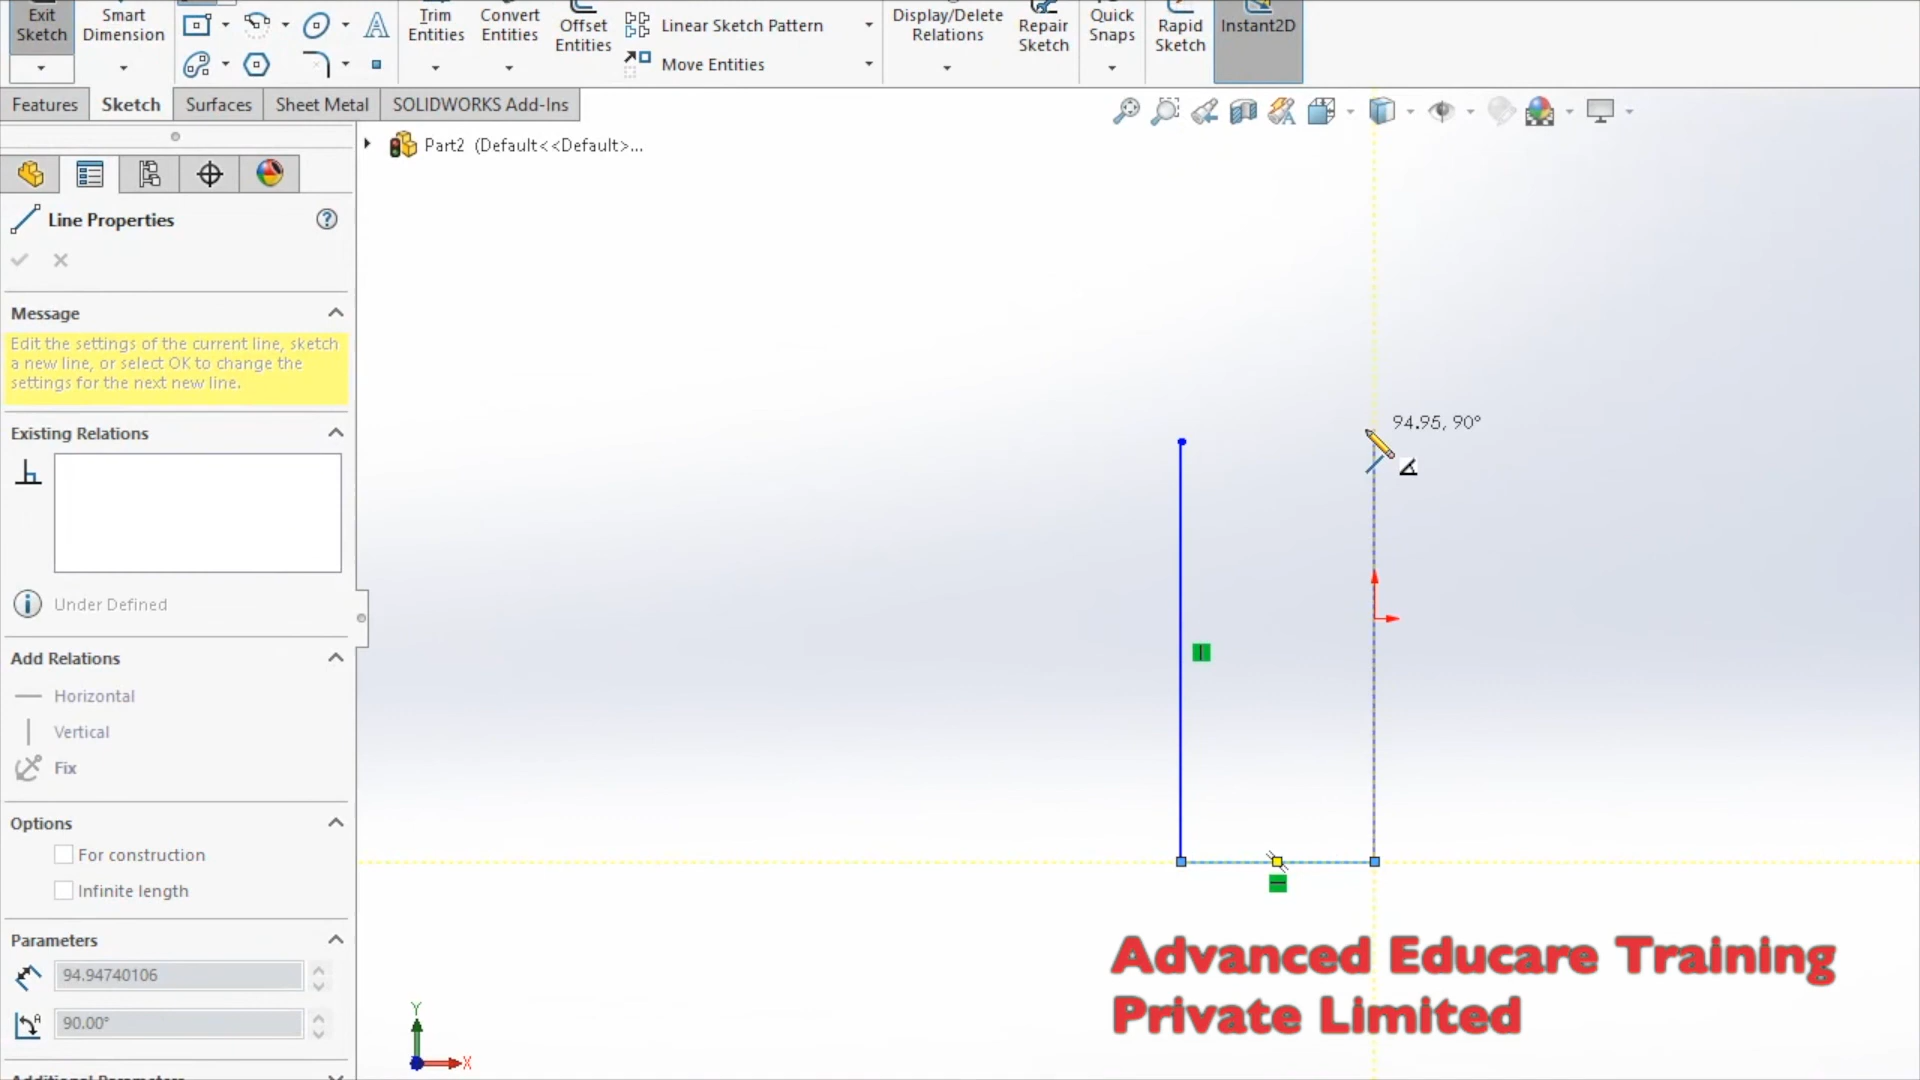 Exit Sketch
Smart Dimension
Trim Entities
Convert Entities
Offset Entities
Linear Sketch Pattern
Move Entities
Display/Delete Relations
Repair Sketch
Quick Snaps
Rapid Sketch
Instant2D
Features
Sketch
Surfaces
Sheet Metal
SOLIDWORKS Add-Ins
Part2 (Default<<Default>...
Line Properties
Message
Edit the settings of the current line, sketch
a new line, or select OK to change the
settings for the next new line.
Existing Relations
Under Defined
Add Relations
Horizontal
Vertical
Fix
Options
For construction
Infinite length
Parameters
94.94740106
90.00°
Additional Parameters
94.95, 90°
Y
X
Advanced Educare Training
Private Limited